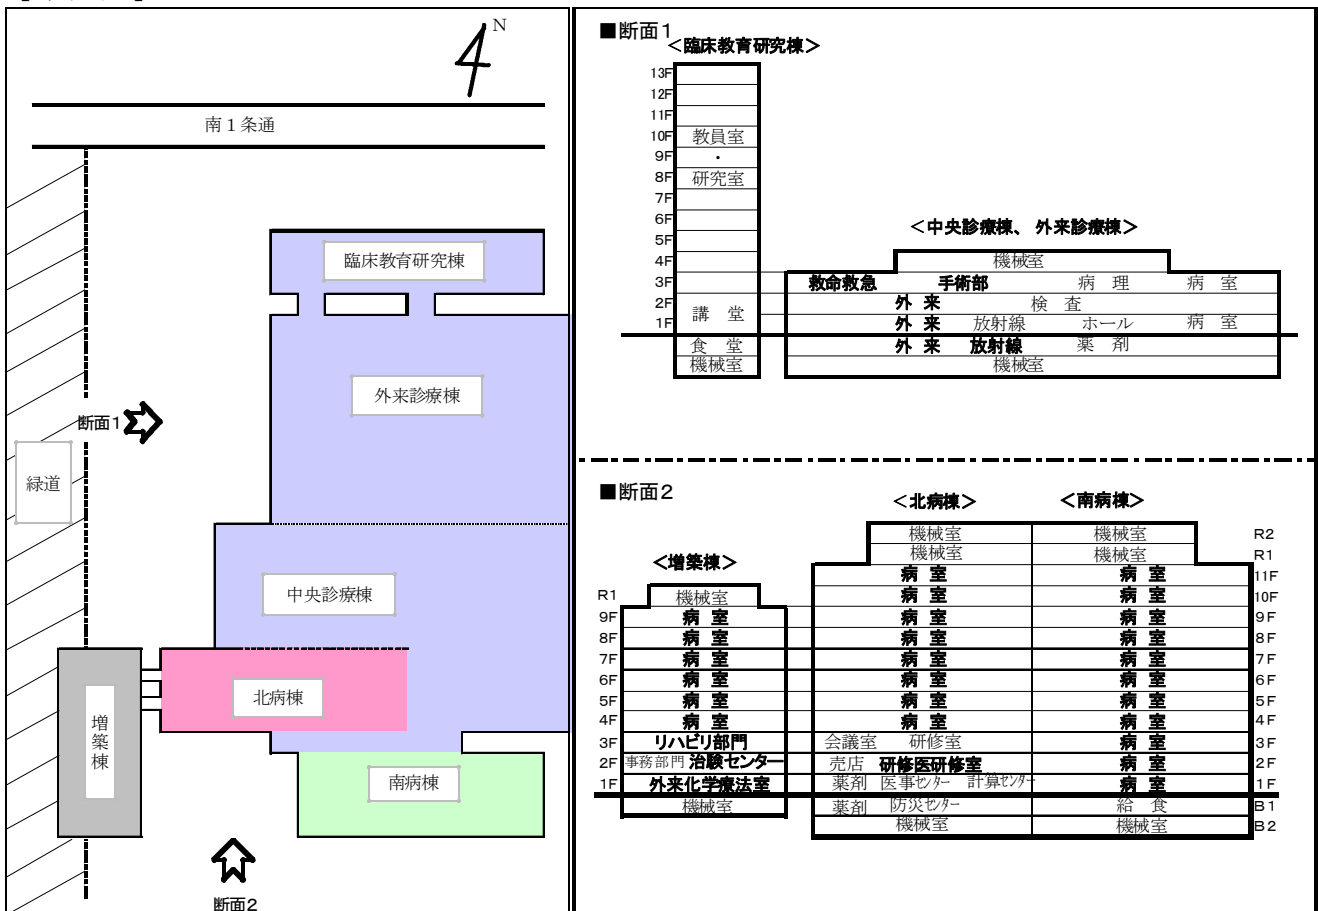 N
南１条通
臨床教育研究棟
外来診療棟
断面1
緑道
中央診療棟
北病棟
増築棟
南病棟
断面2
■断面1
＜臨床教育研究棟＞
13F
12F
11F
10F 教員室
9F ・
8F 研究室
7F
6F
5F
4F
3F
2F
1F
講 堂
食 堂
機械室
＜中央診療棟、 外来診療棟＞
機械室
救命救急 手術部 病 理 病 室
外 来 検 査
外 来 放射線 ホール 病 室
外 来 放射線 薬 剤
機械室
■断面2
＜増築棟＞
R1 機械室
9F 病 室
8F 病 室
7F 病 室
6F 病 室
5F 病 室
4F 病 室
3F リハビリ部門
2F 事務部門 治験センター
1F 外来化学療法室
機械室
＜北病棟＞ ＜南病棟＞
機械室 機械室 R2
機械室 機械室 R1
病 室 病 室 11F
病 室 病 室 10F
病 室 病 室 9F
病 室 病 室 8F
病 室 病 室 7F
病 室 病 室 6F
病 室 病 室 5F
病 室 病 室 4F
会議室 研修室 病 室 3F
売店 研修医研修室 病 室 2F
薬剤 医事センター 計算センター 病 室 1F
薬剤 防災センター 給 食 B1
機械室 機械室 B2